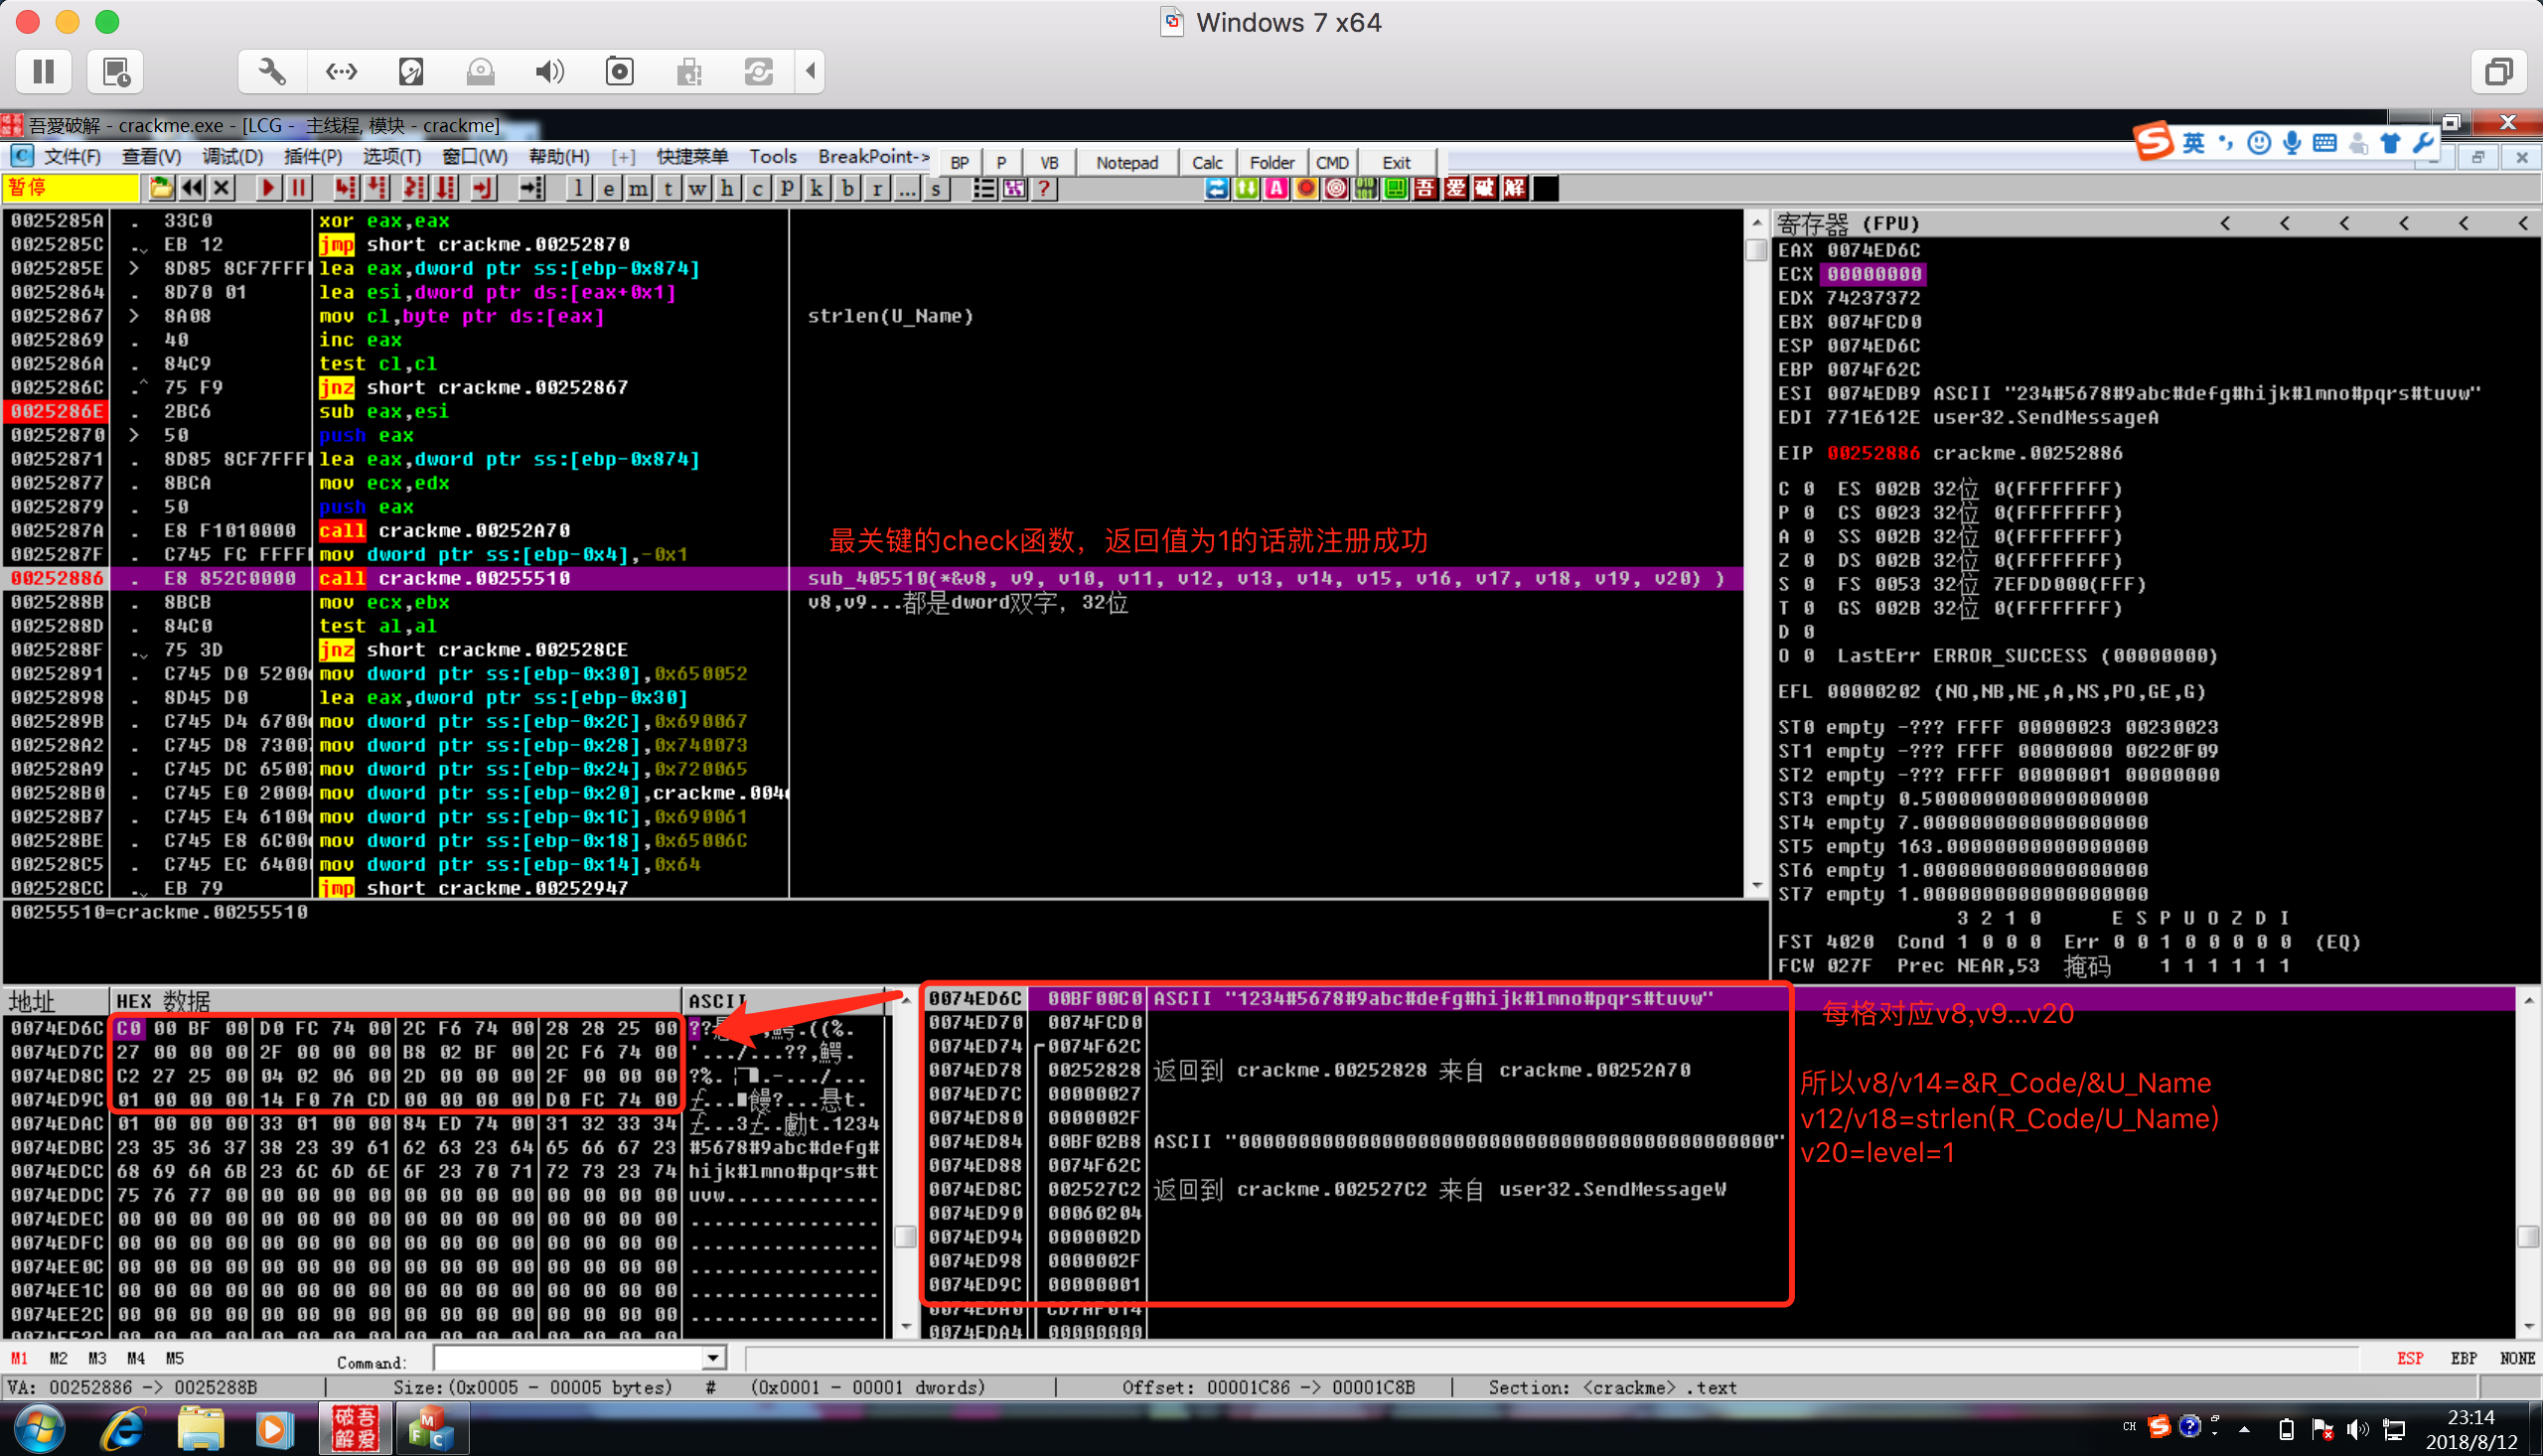 Windows 7 x64
吾愛破解 - crackme.exe - [LCG - 主线程, 模块 - crackme]
文件(F) 查看(V) 调试(D) 插件(P) 选项(T) 窗口(W) 帮助(H) [+] 快捷菜单 Tools BreakPoint-> BP P VB Notepad Calc Folder CMD Exit
英
暂停 l e m t w h c p k b r ... s ? 吾 爱 破 解
0025285A . 33C0 xor eax,eax
0025285C . EB 12 jmp short crackme.00252870
0025285E > 8D85 8CF7FFF lea eax,dword ptr ss:[ebp-0x874]
00252864 . 8D70 01 lea esi,dword ptr ds:[eax+0x1]
00252867 > 8A08 mov cl,byte ptr ds:[eax] strlen(U_Name)
00252869 . 40 inc eax
0025286A . 84C9 test cl,cl
0025286C .^ 75 F9 jnz short crackme.00252867
0025286E . 2BC6 sub eax,esi
00252870 > 50 push eax
00252871 . 8D85 8CF7FFF lea eax,dword ptr ss:[ebp-0x874]
00252877 . 8BCA mov ecx,edx
00252879 . 50 push eax
0025287A . E8 F1010000 call crackme.00252A70
最关键的check函数，返回值为1的话就注册成功
0025287F . C745 FC FFFF mov dword ptr ss:[ebp-0x4],-0x1
00252886 . E8 852C0000 call crackme.00255510 sub_405510(*&v8, v9, v10, v11, v12, v13, v14, v15, v16, v17, v18, v19, v20) )
0025288B . 8BCB mov ecx,ebx v8,v9...都是dword双字, 32位
0025288D . 84C0 test al,al
0025288F . 75 3D jnz short crackme.002528CE
00252891 . C745 D0 5200 mov dword ptr ss:[ebp-0x30],0x650052
00252898 . 8D45 D0 lea eax,dword ptr ss:[ebp-0x30]
0025289B . C745 D4 6700 mov dword ptr ss:[ebp-0x2C],0x690067
002528A2 . C745 D8 7300 mov dword ptr ss:[ebp-0x28],0x740073
002528A9 . C745 DC 6500 mov dword ptr ss:[ebp-0x24],0x720065
002528B0 . C745 E0 2000 mov dword ptr ss:[ebp-0x20],crackme.004
002528B7 . C745 E4 6100 mov dword ptr ss:[ebp-0x1C],0x690061
002528BE . C745 E8 6C00 mov dword ptr ss:[ebp-0x18],0x65006C
002528C5 . C745 EC 6400 mov dword ptr ss:[ebp-0x14],0x64
002528CC . EB 79 jmp short crackme.00252947
00255510=crackme.00255510
寄存器 (FPU) < < < < < <
EAX 0074ED6C
ECX 00000000
EDX 74237372
EBX 0074FCD0
ESP 0074ED6C
EBP 0074F62C
ESI 0074EDB9 ASCII "234#5678#9abc#defg#hijk#lmno#pqrs#tuvw"
EDI 771E612E user32.SendMessageA
EIP 00252886 crackme.00252886
C 0 ES 002B 32位 0(FFFFFFFF)
P 0 CS 0023 32位 0(FFFFFFFF)
A 0 SS 002B 32位 0(FFFFFFFF)
Z 0 DS 002B 32位 0(FFFFFFFF)
S 0 FS 0053 32位 7EFDD000(FFF)
T 0 GS 002B 32位 0(FFFFFFFF)
D 0
O 0 LastErr ERROR_SUCCESS (00000000)
EFL 00000202 (NO,NB,NE,A,NS,PO,GE,G)
ST0 empty -??? FFFF 00000023 00230023
ST1 empty -??? FFFF 00000000 00220F09
ST2 empty -??? FFFF 00000001 00000000
ST3 empty 0.5000000000000000000
ST4 empty 7.0000000000000000000
ST5 empty 163.00000000000000000
ST6 empty 1.0000000000000000000
ST7 empty 1.0000000000000000000
3 2 1 0 E S P U O Z D I
FST 4020 Cond 1 0 0 0 Err 0 0 1 0 0 0 0 0 (EQ)
FCW 027F Prec NEAR,53 掩码 1 1 1 1 1 1
地址 HEX 数据 ASCII
0074ED6C C0 00 BF 00 D0 FC 74 00 2C F6 74 00 28 28 25 00
0074ED7C 27 00 00 00 2F 00 00 00 B8 02 BF 00 2C F6 74 00
0074ED8C C2 27 25 00 04 02 06 00 2D 00 00 00 2F 00 00 00
0074ED9C 01 00 00 00 14 F0 7A CD 00 00 00 00 D0 FC 74 00
0074EDAC 01 00 00 00 33 01 00 00 84 ED 74 00 31 32 33 34
0074EDBC 23 35 36 37 38 23 39 61 62 63 23 64 65 66 67 23 #5678#9abc#defg#
0074EDCC 68 69 6A 6B 23 6C 6D 6E 6F 23 70 71 72 73 23 74 hijk#lmno#pqrs#t
0074EDDC 75 76 77 00 00 00 00 00 00 00 00 00 00 00 00 00 uvw.............
0074EDEC 00 00 00 00 00 00 00 00 00 00 00 00 00 00 00 00 ................
0074EDFC 00 00 00 00 00 00 00 00 00 00 00 00 00 00 00 00 ................
0074EE0C 00 00 00 00 00 00 00 00 00 00 00 00 00 00 00 00 ................
0074EE1C 00 00 00 00 00 00 00 00 00 00 00 00 00 00 00 00 ................
0074EE2C 00 00 00 00 00 00 00 00 00 00 00 00 00 00 00 00 ................
0074ED6C 00BF00C0 ASCII "1234#5678#9abc#defg#hijk#lmno#pqrs#tuvw"
0074ED70 0074FCD0
0074ED74 0074F62C
0074ED78 00252828 返回到 crackme.00252828 来自 crackme.00252A70
0074ED7C 00000027
0074ED80 0000002F
0074ED84 00BF02B8 ASCII "00000000000000000000000000000000000000000000000"
0074ED88 0074F62C
0074ED8C 002527C2 返回到 crackme.002527C2 来自 user32.SendMessageW
0074ED90 00060204
0074ED94 0000002D
0074ED98 0000002F
0074ED9C 00000001
0074EDA0 CD7AF014
0074EDA4 00000000
每格对应v8,v9...v20
所以v8/v14=&R_Code/&U_Name
v12/v18=strlen(R_Code/U_Name)
v20=level=1
M1 M2 M3 M4 M5 Command: ESP EBP NONE
VA: 00252886 -> 0025288B Size:(0x0005 - 00005 bytes) # (0x0001 - 00001 dwords) Offset: 00001C86 -> 00001C8B Section: <crackme> .text
CH 23:14
2018/8/12